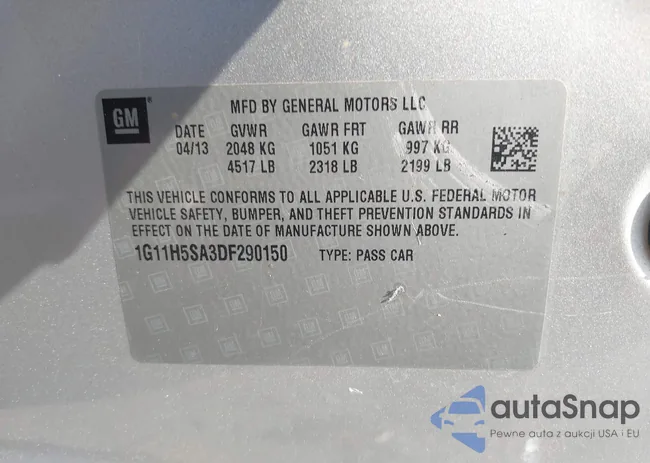 GM
MFD BY GENERAL MOTORS LLC
DATE GVWR GAWR FRT GAWR RR
04/13 2048 KG 1051 KG 997 KG
4517 LB 2318 LB 2199 LB
THIS VEHICLE CONFORMS TO ALL APPLICABLE U.S. FEDERAL MOTOR
VEHICLE SAFETY, BUMPER, AND THEFT PREVENTION STANDARDS IN
EFFECT ON THE DATE OF MANUFACTURE SHOWN ABOVE.
1G11H5SA3DF290150 TYPE: PASS CAR
autaSnap
Pewne auta z aukcji USA i EU